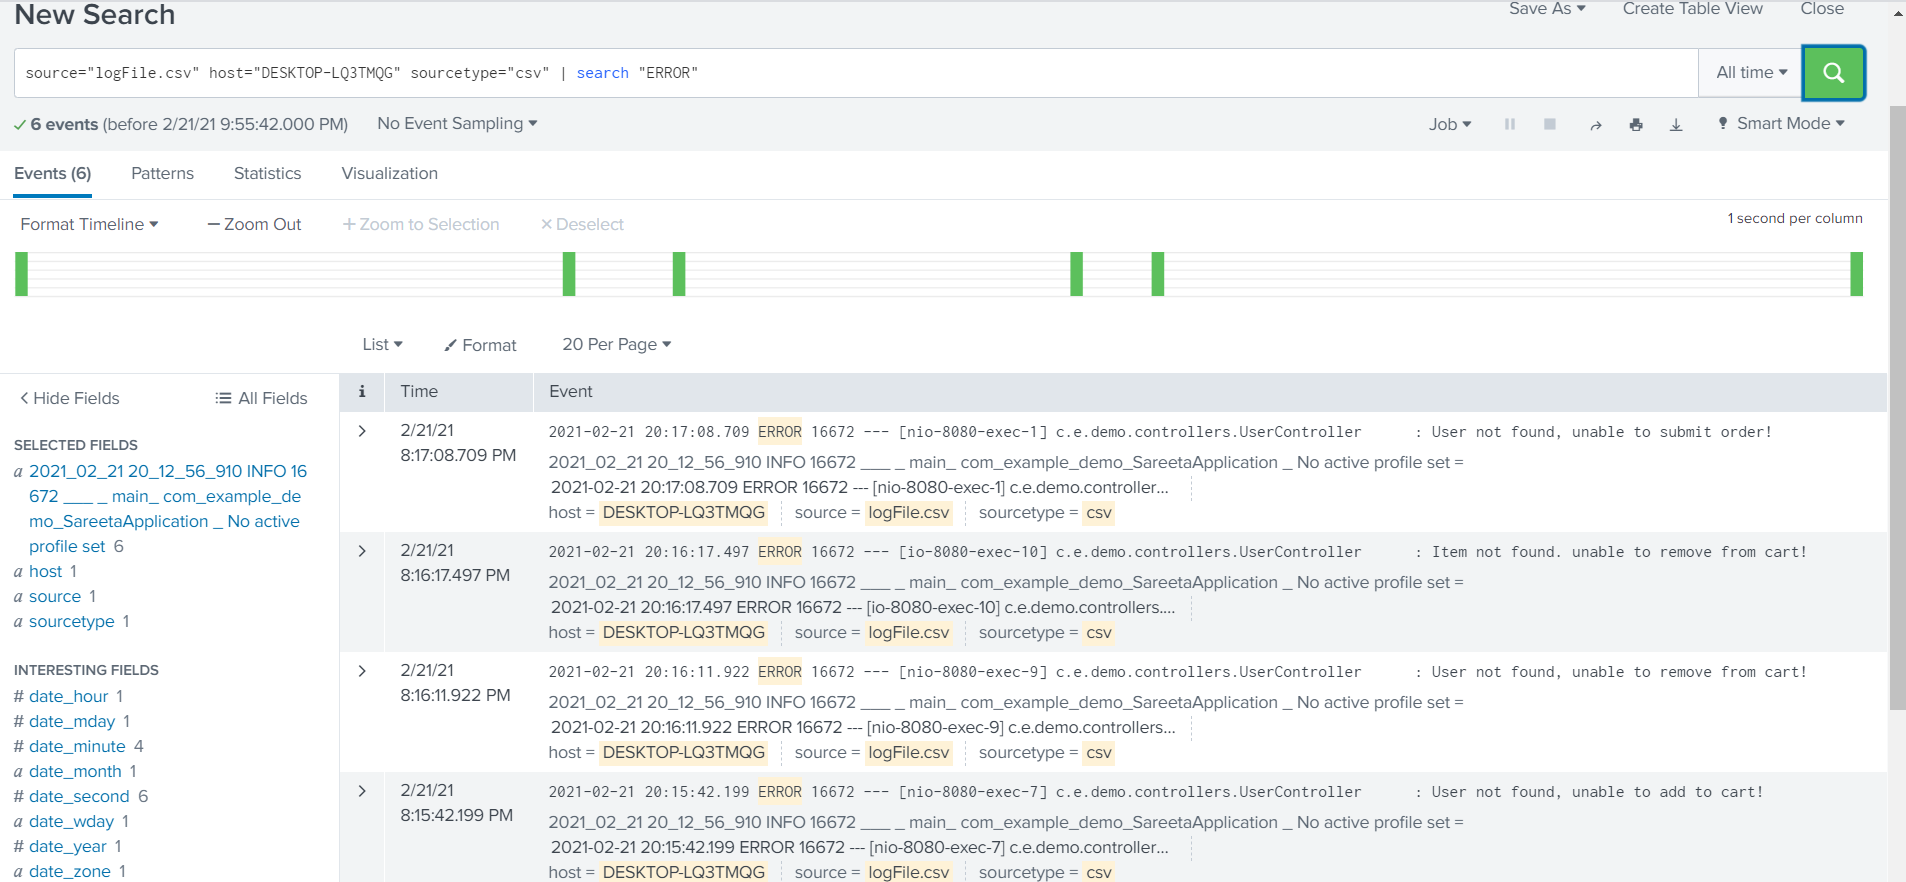 New Search
Save As Create Table View Close
source="logFile.csv" host="DESKTOP-LQ3TMQG" sourcetype="csv" | search "ERROR"
All time
6 events (before 2/21/21 9:55:42.000 PM) No Event Sampling
Job Smart Mode
Events (6) Patterns Statistics Visualization
Format Timeline — Zoom Out + Zoom to Selection × Deselect
1 second per column
List Format 20 Per Page
< Hide Fields All Fields
i Time Event
SELECTED FIELDS
a 2021_02_21 20_12_56_910 INFO 16
672 ___ _ main_ com_example_de
mo_SareetaApplication _ No active
profile set 6
a host 1
a source 1
a sourcetype 1
INTERESTING FIELDS
# date_hour 1
# date_mday 1
# date_minute 4
a date_month 1
# date_second 6
a date_wday 1
# date_year 1
a date_zone 1
2/21/21
8:17:08.709 PM
2021-02-21 20:17:08.709 ERROR 16672 --- [nio-8080-exec-1] c.e.demo.controllers.UserController : User not found, unable to submit order!
2021_02_21 20_12_56_910 INFO 16672 ___ _ main_ com_example_demo_SareetaApplication _ No active profile set =
2021-02-21 20:17:08.709 ERROR 16672 --- [nio-8080-exec-1] c.e.demo.controller...
host = DESKTOP-LQ3TMQG source = logFile.csv sourcetype = csv
2/21/21
8:16:17.497 PM
2021-02-21 20:16:17.497 ERROR 16672 --- [io-8080-exec-10] c.e.demo.controllers.UserController : Item not found. unable to remove from cart!
2021_02_21 20_12_56_910 INFO 16672 ___ _ main_ com_example_demo_SareetaApplication _ No active profile set =
2021-02-21 20:16:17.497 ERROR 16672 --- [io-8080-exec-10] c.e.demo.controllers....
host = DESKTOP-LQ3TMQG source = logFile.csv sourcetype = csv
2/21/21
8:16:11.922 PM
2021-02-21 20:16:11.922 ERROR 16672 --- [nio-8080-exec-9] c.e.demo.controllers.UserController : User not found, unable to remove from cart!
2021_02_21 20_12_56_910 INFO 16672 ___ _ main_ com_example_demo_SareetaApplication _ No active profile set =
2021-02-21 20:16:11.922 ERROR 16672 --- [nio-8080-exec-9] c.e.demo.controllers...
host = DESKTOP-LQ3TMQG source = logFile.csv sourcetype = csv
2/21/21
8:15:42.199 PM
2021-02-21 20:15:42.199 ERROR 16672 --- [nio-8080-exec-7] c.e.demo.controllers.UserController : User not found, unable to add to cart!
2021_02_21 20_12_56_910 INFO 16672 ___ _ main_ com_example_demo_SareetaApplication _ No active profile set =
2021-02-21 20:15:42.199 ERROR 16672 --- [nio-8080-exec-7] c.e.demo.controller...
host = DESKTOP-LQ3TMQG source = logFile.csv sourcetype = csv